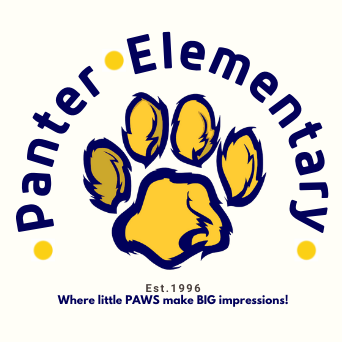 Panter Elementary
Est.1996
Where little PAWS make BIG impressions!